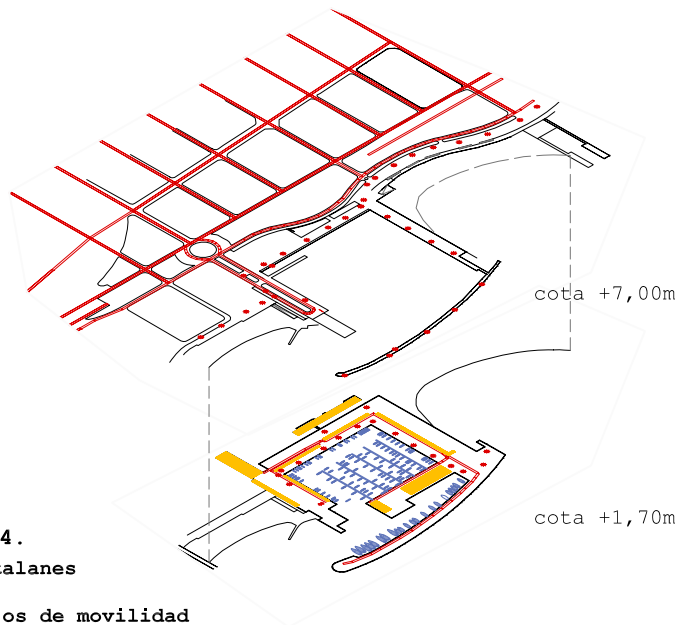 cota +7,00m
cota +1,70m
4.
talanes
os de movilidad